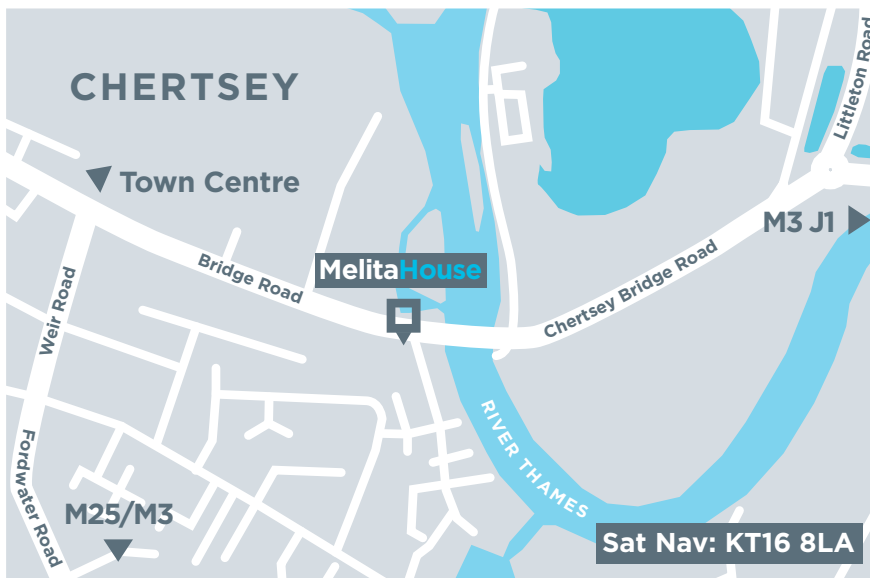 CHERTSEY
Littleton Road
Town Centre
M3 J1
Bridge Road
MelitaHouse
Chertsey Bridge Road
Weir Road
RIVER THAMES
Fordwater Road
M25/M3
Sat Nav: KT16 8LA